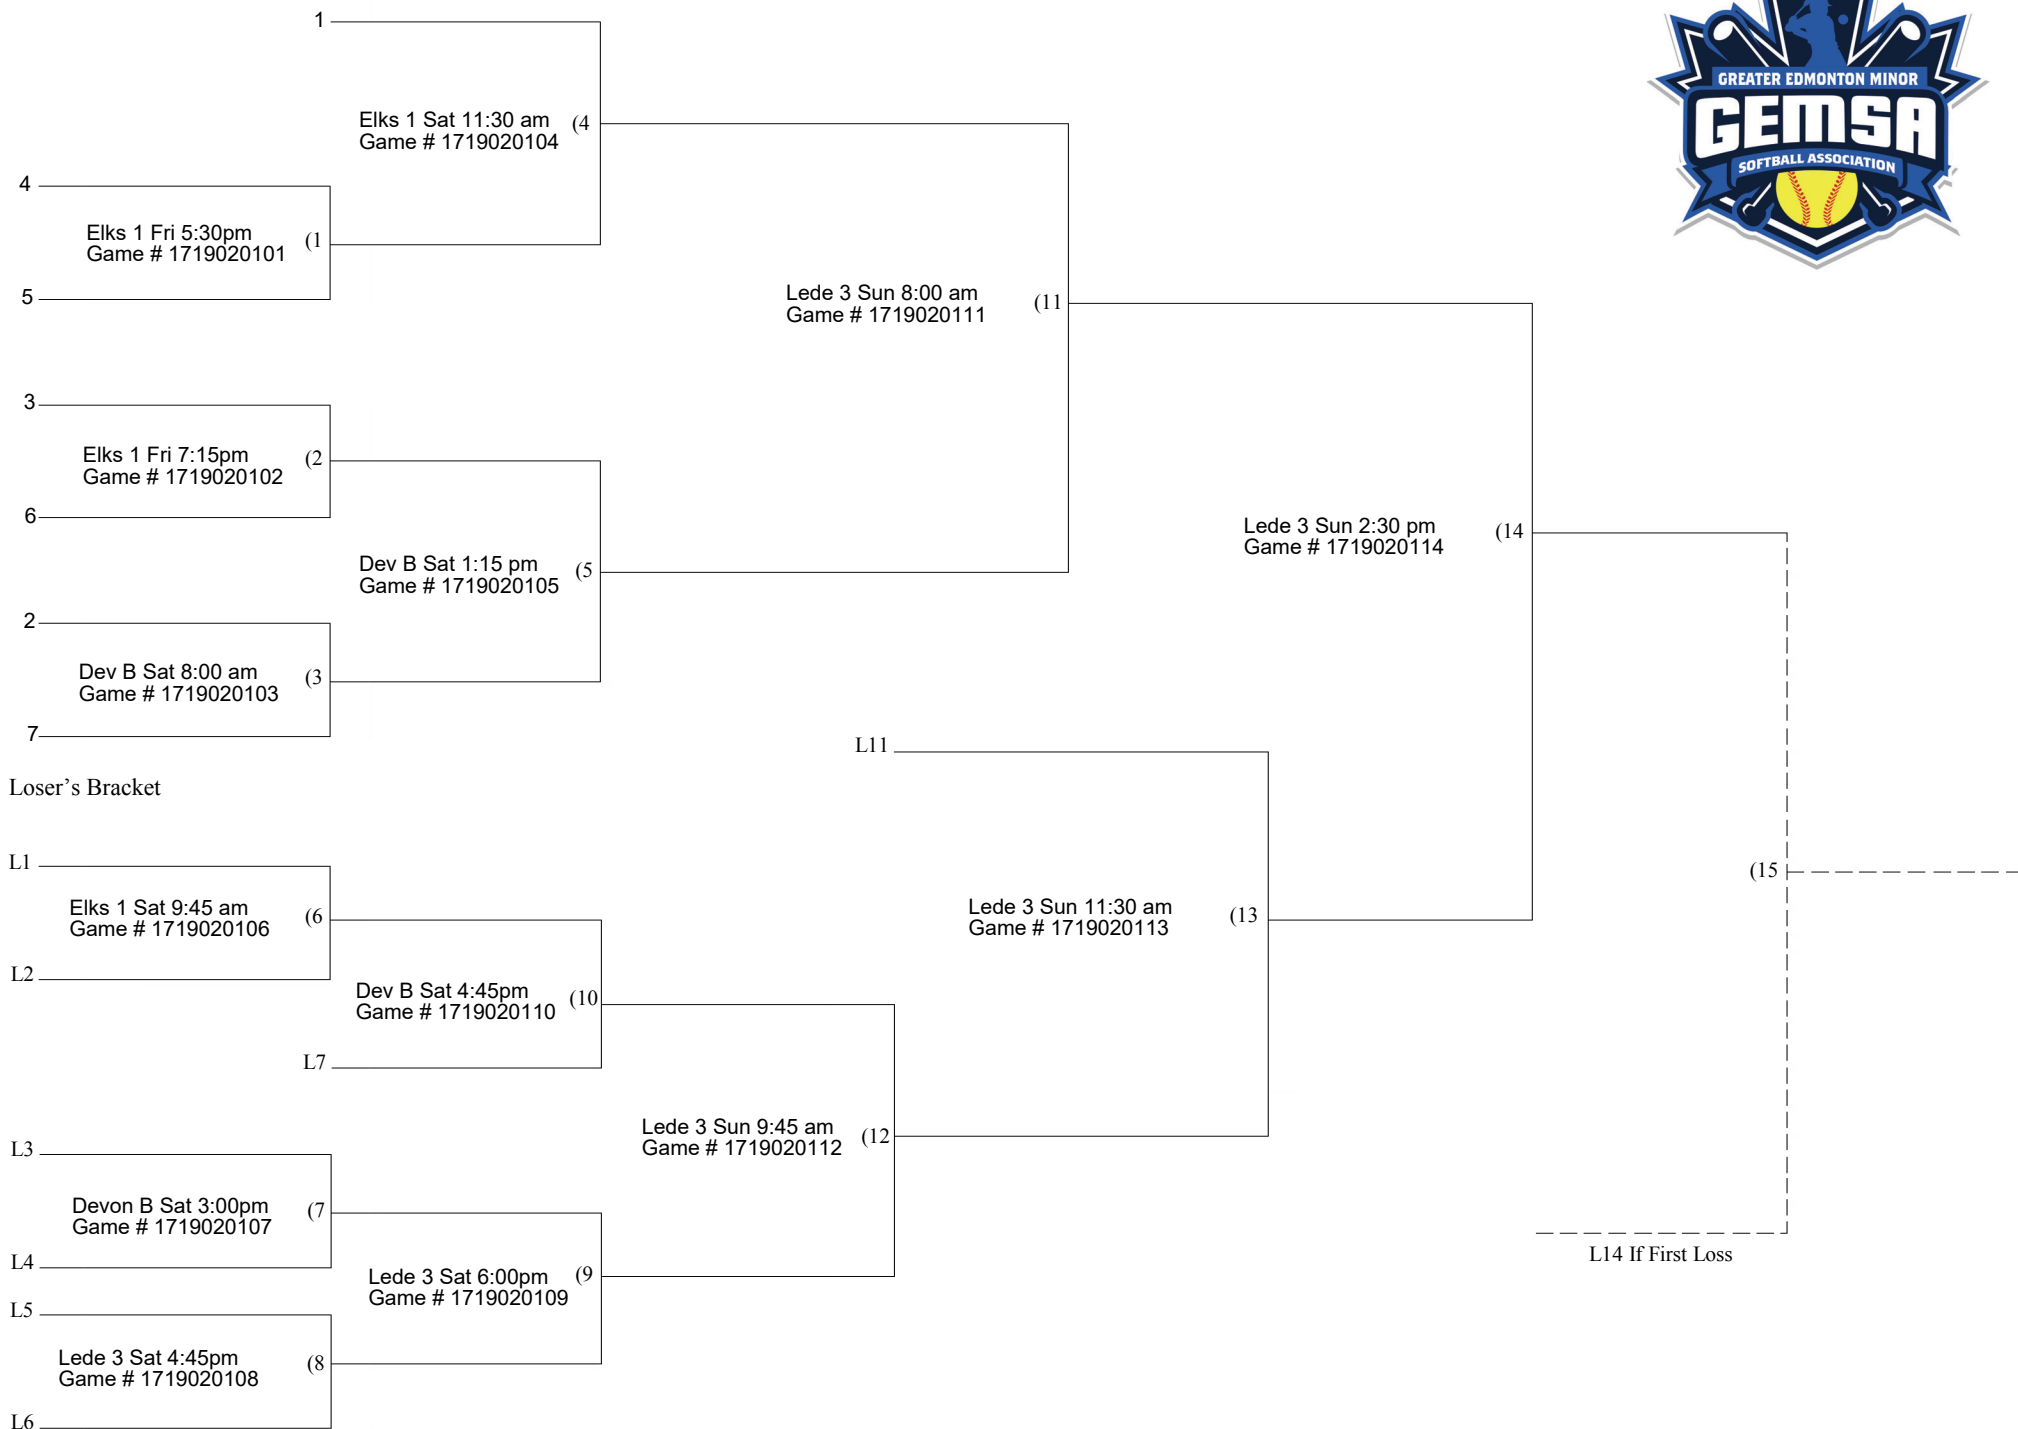 1
GREATER EDMONTON MINOR
GEMSA
SOFTBALL ASSOCIATION
Elks 1 Sat 11:30 am (4
Game # 1719020104
4
Elks 1 Fri 5:30pm (1
Game # 1719020101
5
Lede 3 Sun 8:00 am (11
Game # 1719020111
3
Elks 1 Fri 7:15pm (2
Game # 1719020102
6
Lede 3 Sun 2:30 pm (14
Game # 1719020114
Dev B Sat 1:15 pm (5
Game # 1719020105
2
Dev B Sat 8:00 am (3
Game # 1719020103
7
L11
Loser’s Bracket
L1
Elks 1 Sat 9:45 am (6
Game # 1719020106
L2
(15
Lede 3 Sun 11:30 am (13
Game # 1719020113
Dev B Sat 4:45pm (10
Game # 1719020110
L7
Lede 3 Sun 9:45 am (12
Game # 1719020112
L3
Devon B Sat 3:00pm (7
Game # 1719020107
L4
L14 If First Loss
Lede 3 Sat 6:00pm (9
Game # 1719020109
L5
Lede 3 Sat 4:45pm (8
Game # 1719020108
L6